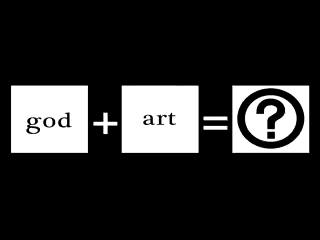 god + art = ?